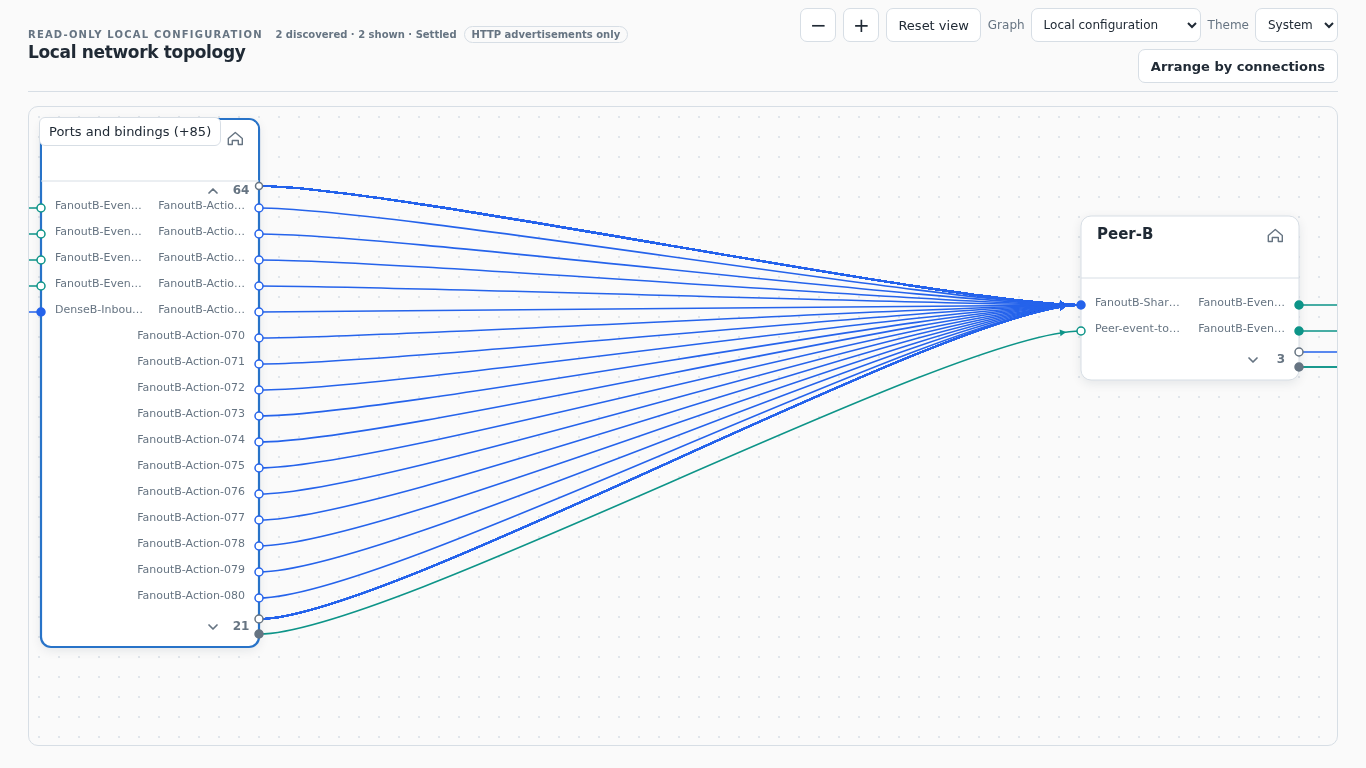 READ-ONLY LOCAL CONFIGURATION 2 discovered · 2 shown · Settled HTTP advertisements only
Local network topology
− + Reset view Graph Local configuration Theme System
Arrange by connections
Ports and bindings (+85)
64
FanoutB-Even… FanoutB-Actio…
FanoutB-Even… FanoutB-Actio…
FanoutB-Even… FanoutB-Actio…
FanoutB-Even… FanoutB-Actio…
DenseB-Inbou… FanoutB-Actio…
FanoutB-Action-070
FanoutB-Action-071
FanoutB-Action-072
FanoutB-Action-073
FanoutB-Action-074
FanoutB-Action-075
FanoutB-Action-076
FanoutB-Action-077
FanoutB-Action-078
FanoutB-Action-079
FanoutB-Action-080
21
Peer-B
FanoutB-Shar… FanoutB-Even…
Peer-event-to… FanoutB-Even…
3